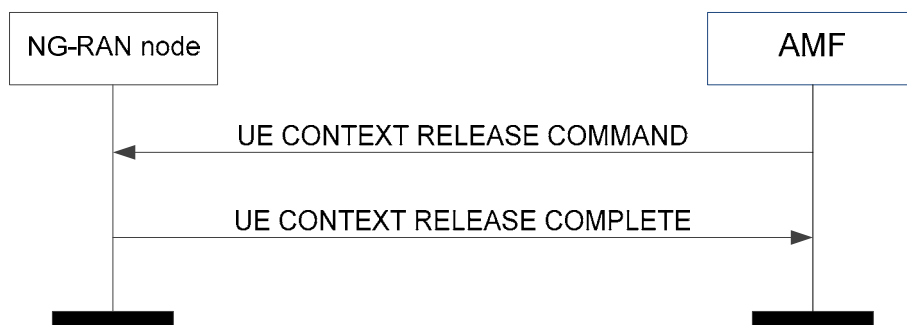 NG-RAN node
AMF
UE CONTEXT RELEASE COMMAND
UE CONTEXT RELEASE COMPLETE